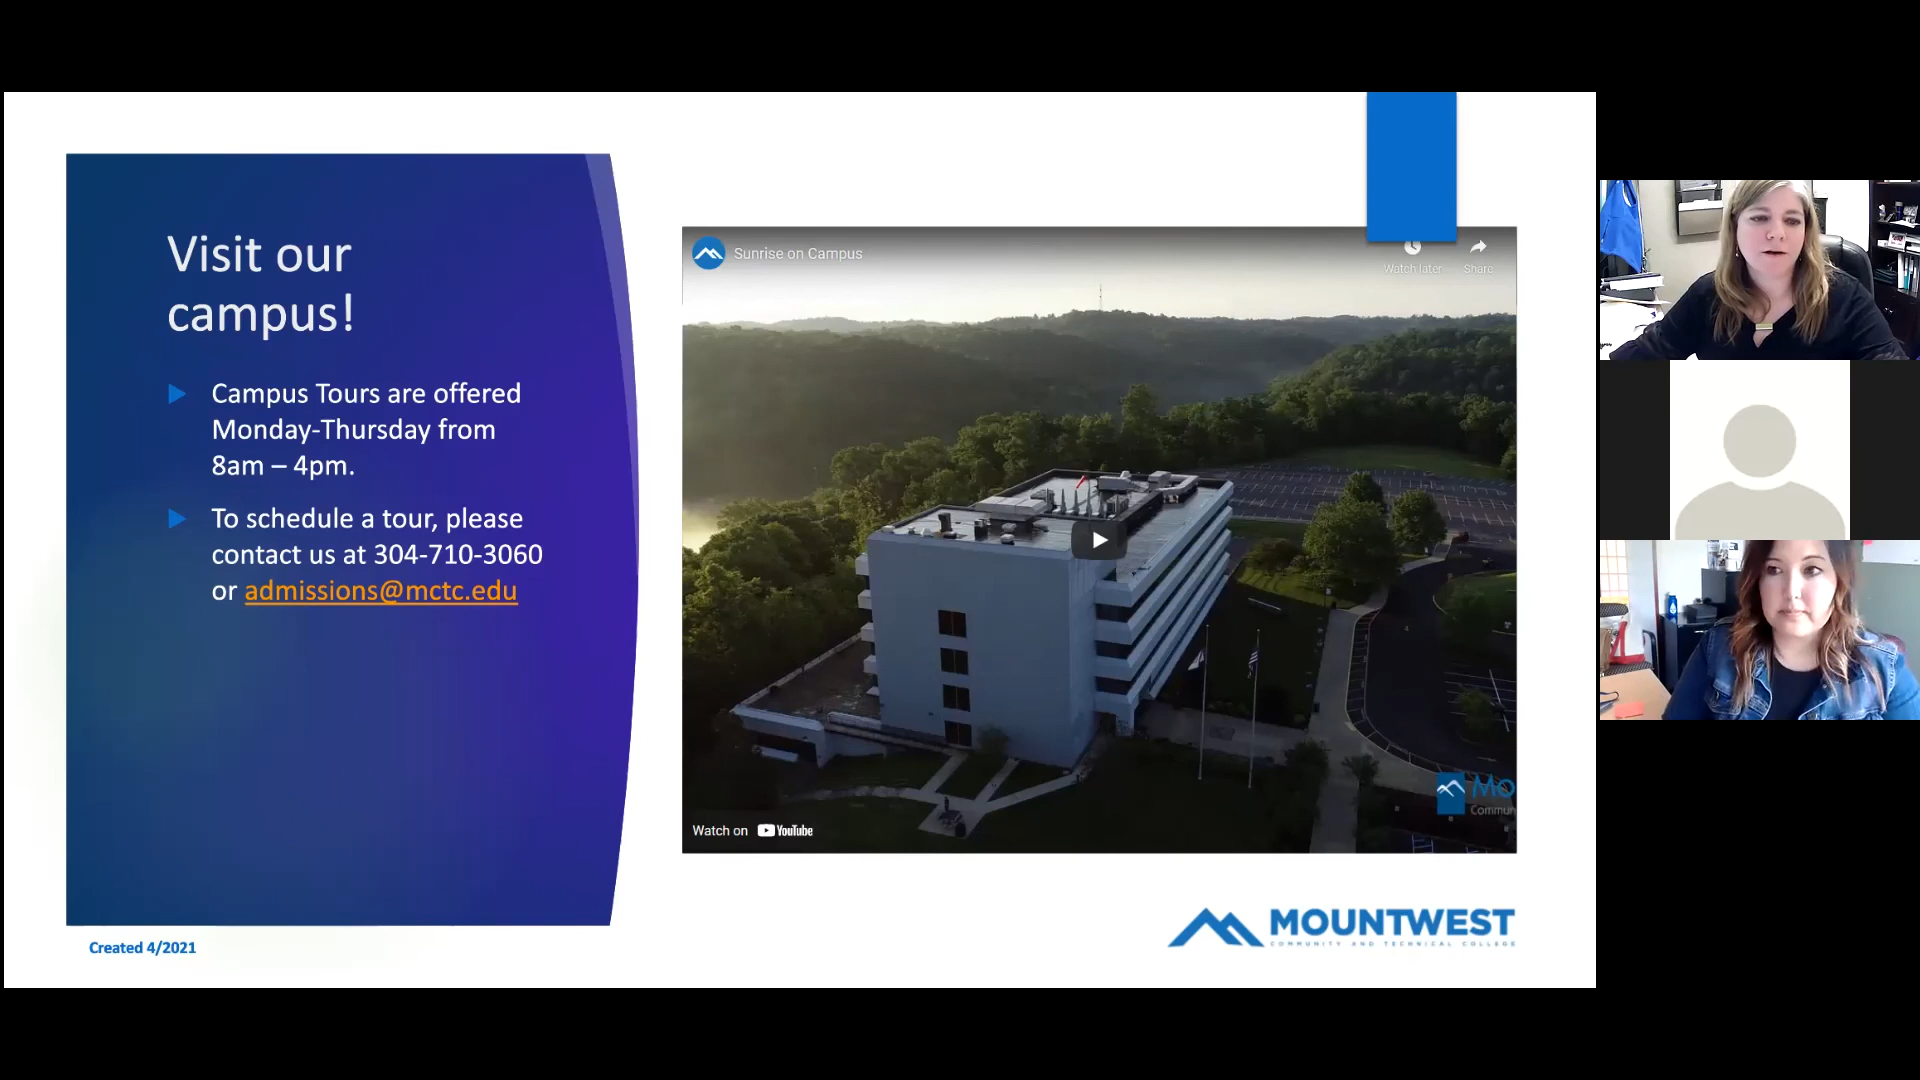 Visit our
campus!
Campus Tours are offered
Monday-Thursday from
8am – 4pm.
To schedule a tour, please
contact us at 304-710-3060
or admissions@mctc.edu
Created 4/2021
Sunrise on Campus
Watch later
Share
Watch on YouTube
MOUNTWEST
COMMUNITY AND TECHNICAL COLLEGE